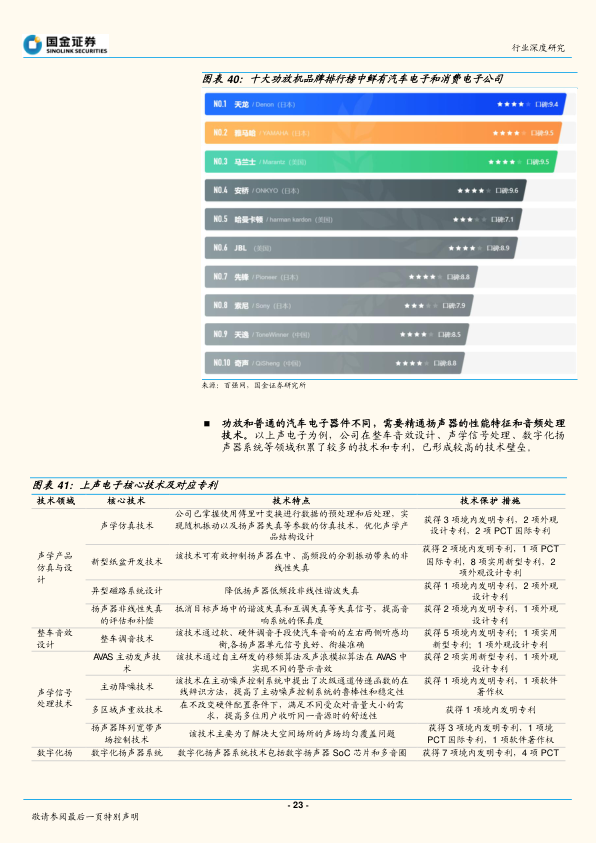 国金证券
SINOLINK SECURITIES
行业深度研究
图表 40：十大功放机品牌排行榜中鲜有汽车电子和消费电子公司
NO.1 天龙 / Denon（日本） ★★★★★ 口碑:9.4
NO.2 雅马哈 / YAMAHA（日本） ★★★★★ 口碑:9.5
NO.3 马兰士 / Marantz（美国） ★★★★★ 口碑:9.5
NO.4 安桥 / ONKYO（日本） ★★★★★ 口碑:9.6
NO.5 哈曼卡顿 / harman kardon（美国） ★★★★★ 口碑:7.1
NO.6 JBL （美国） ★★★★★ 口碑:8.9
NO.7 先锋 / Pioneer（日本） ★★★★★ 口碑:8.8
NO.8 索尼 / Sony（日本） ★★★★★ 口碑:7.9
NO.9 天逸 / TuneWinner（中国） ★★★★★ 口碑:8.5
NO.10 奇声 / QiSheng（中国） ★★★★★ 口碑:8.8
来源：百强网，国金证券研究所
■ 功放和普通的汽车电子器件不同，需要精通扬声器的性能特征和音频处理
技术。以上声电子为例，公司在整车音效设计、声学信号处理、数字化扬
声器系统等领域积累了较多的技术和专利，已形成较高的技术壁垒。
图表 41：上声电子核心技术及对应专利
技术领域 核心技术 技术特点 技术保护 措施
声学产品
仿真与设
计
声学仿真技术
公司已掌握使用傅里叶变换进行数据的预处理和后处理，实
现随机振动以及扬声器失真等参数的仿真技术，优化声学产
品结构设计
获得 3 项境内发明专利，2 项外观
设计专利，2 项 PCT 国际专利
新型纸盆开发技术
该技术可有效抑制扬声器在中、高频段的分割振动带来的非
线性失真
获得 2 项境内发明专利，1 项 PCT
国际专利，8 项实用新型专利，2
项外观设计专利
异型磁路系统设计
降低扬声器低频段非线性谐波失真
获得 1 项境内发明专利，2 项外观
设计专利
扬声器非线性失真
的评估和补偿
抵消目标声场中的谐波失真和互调失真等失真信号，提高音
响系统的保真度
获得 2 项境内发明专利，1 项外观
设计专利
整车音效
设计
整车调音技术
该技术通过软、硬件调音手段使汽车音响的左右两侧听感均
衡,各扬声器单元信号良好、衔接准确
获得 5 项境内发明专利；1 项实用
新型专利；1 项外观设计专利
声学信号
处理技术
AVAS 主动发声技
术
该技术通过自主研发的移频算法及声浪模拟算法在 AVAS 中
实现不同的警示音效
获得 2 项实用新型专利，1 项外观
设计专利
主动降噪技术
该技术在主动噪声控制系统中提出了次级通道传递函数的在
线辨识方法，提高了主动噪声控制系统的鲁棒性和稳定性
获得 1 项境内发明专利，1 项软件
著作权
多区域声重放技术
在不改变硬件配置条件下，满足不同受众对音量大小的需
求，提高多位用户收听同一音源时的舒适性
获得 1 项境内发明专利
扬声器阵列宽带声
场控制技术
该技术主要为了解决大空间场所的声场均匀覆盖问题
获得 3 项境内发明专利，1 项境
PCT 国际专利，1 项软件著作权
数字化扬 数字化扬声器系统 数字化扬声器系统技术包括数字扬声器 SoC 芯片和多音圈 获得 7 项境内发明专利，4 项 PCT
- 23 -
敬请参阅最后一页特别声明